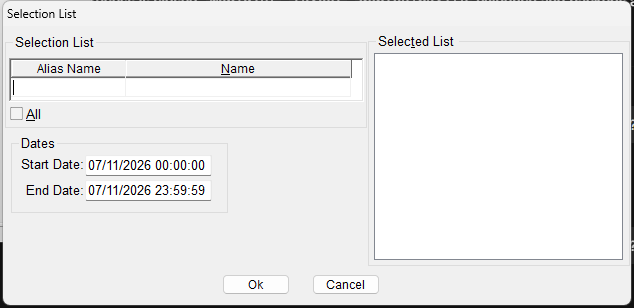 Selection List
Selection List
Alias Name Name
All
Dates
Start Date: 07/11/2026 00:00:00
End Date: 07/11/2026 23:59:59
Selected List
Ok Cancel